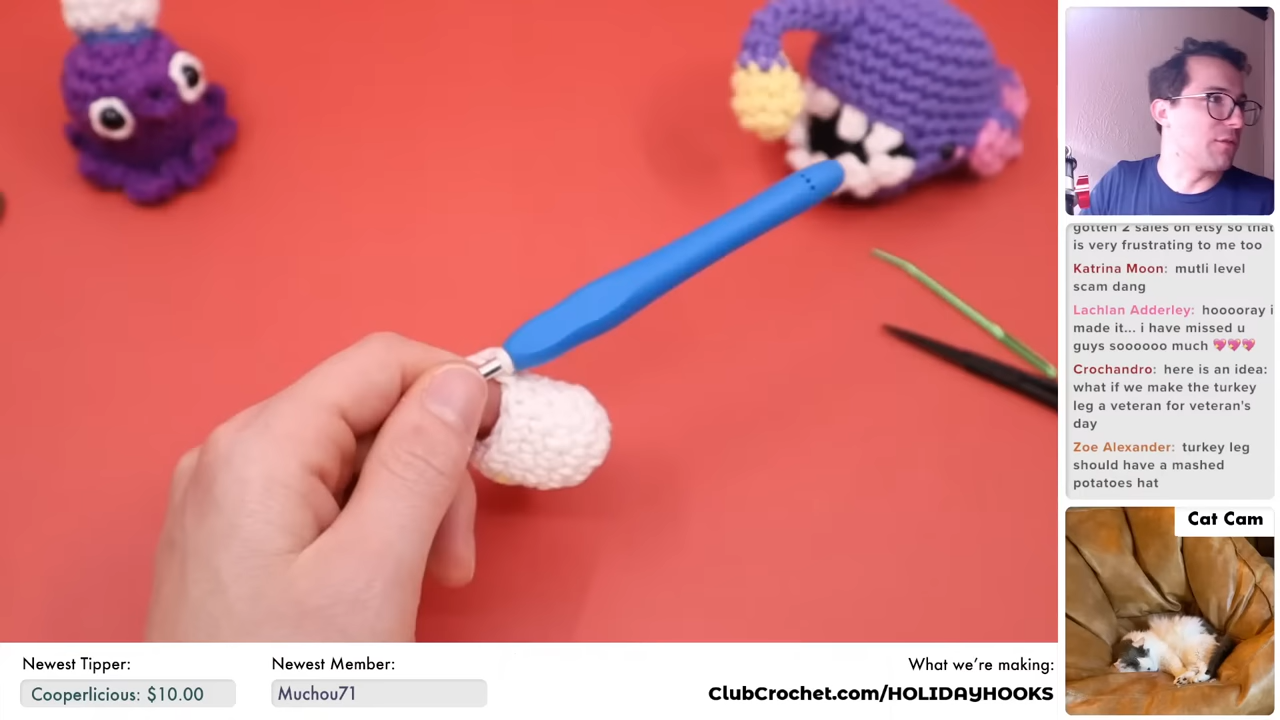 gotten 2 sales on etsy so that
is very frustrating to me too
Katrina Moon: mutli level
scam dang
Lachlan Adderley: hooooray i
made it... i have missed u
guys soooooo much 💖💖💖
Crochandro: here is an idea:
what if we make the turkey
leg a veteran for veteran's
day
Zoe Alexander: turkey leg
should have a mashed
potatoes hat
Cat Cam
Newest Tipper:
Cooperlicious: $10.00
Newest Member:
Muchou71
What we're making:
ClubCrochet.com/HOLIDAYHOOKS